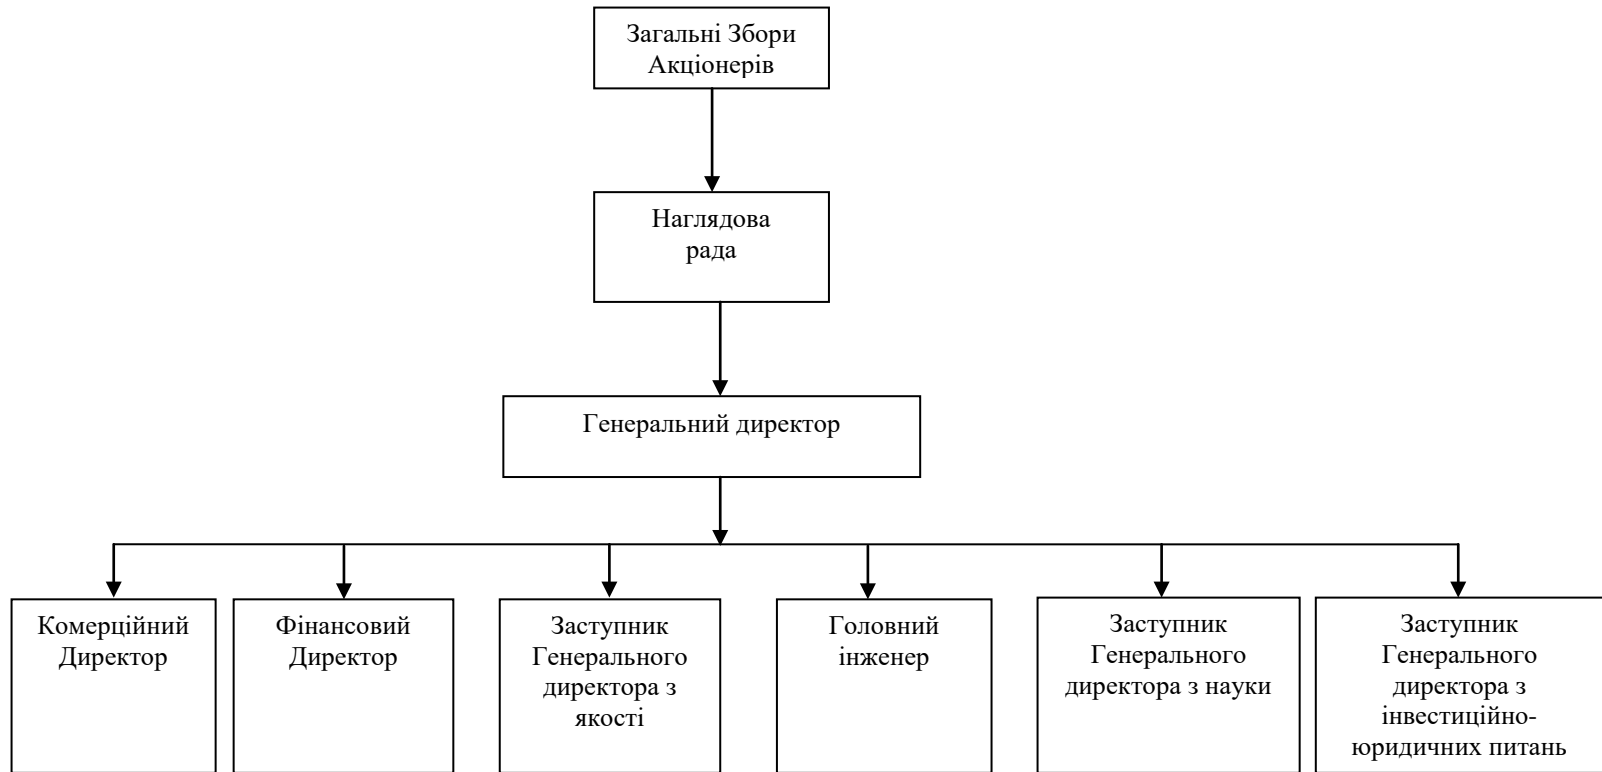 Загальні Збори
Акціонерів
Наглядова
рада
Генеральний директор
Комерційний
Директор
Фінансовий
Директор
Заступник
Генерального
директора з
якості
Головний
інженер
Заступник
Генерального
директора з науки
Заступник
Генерального
директора з
інвестиційно-
юридичних питань